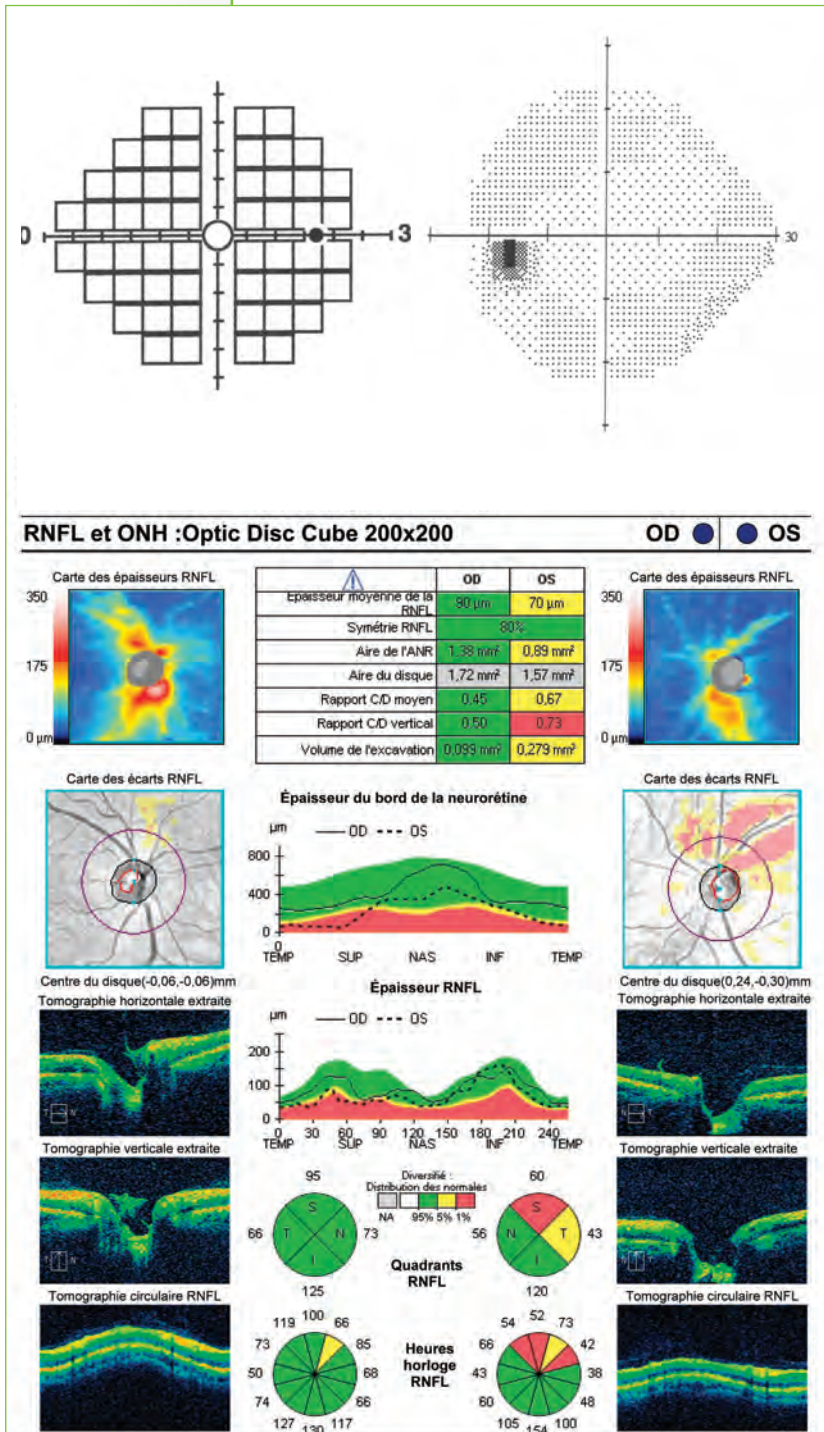 0 3
30
RNFL et ONH :Optic Disc Cube 200x200 OD OS
Carte des épaisseurs RNFL
350
175
0 µm
OD OS
Epaisseur moyenne de la RNFL 90 µm 70 µm
Symétrie RNFL 80%
Aire de l'ANR 1,38 mm² 0,89 mm²
Aire du disque 1,72 mm² 1,57 mm²
Rapport C/D moyen 0,45 0,67
Rapport C/D vertical 0,50 0,73
Volume de l'excavation 0,099 mm³ 0,279 mm³
Carte des épaisseurs RNFL
350
175
0 µm
Carte des écarts RNFL
Centre du disque(-0,06,-0.06)mm
Épaisseur du bord de la neurorétine
µm OD OS
800
400
0
0
TEMP SUP NAS INF TEMP
Carte des écarts RNFL
Centre du disque(0,24,-0,30)mm
Tomographie horizontale extraite
Épaisseur RNFL
µm OD OS
200
100
0
0 30 60 90 120 150 180 210 240
TEMP SUP NAS INF TEMP
Tomographie horizontale extraite
Tomographie verticale extraite
95
S
66 T N 73
I
125
Diversifié :
Distribution des normales
NA 95% 5% 1%
Quadrants
RNFL
60
S
56 N T 43
I
120
Tomographie verticale extraite
Tomographie circulaire RNFL
119 100 66
73 85
50 68
74 66
127 130 117
Heures
horloge
RNFL
54 52 73
66 42
43 38
60 48
105 154 100
Tomographie circulaire RNFL